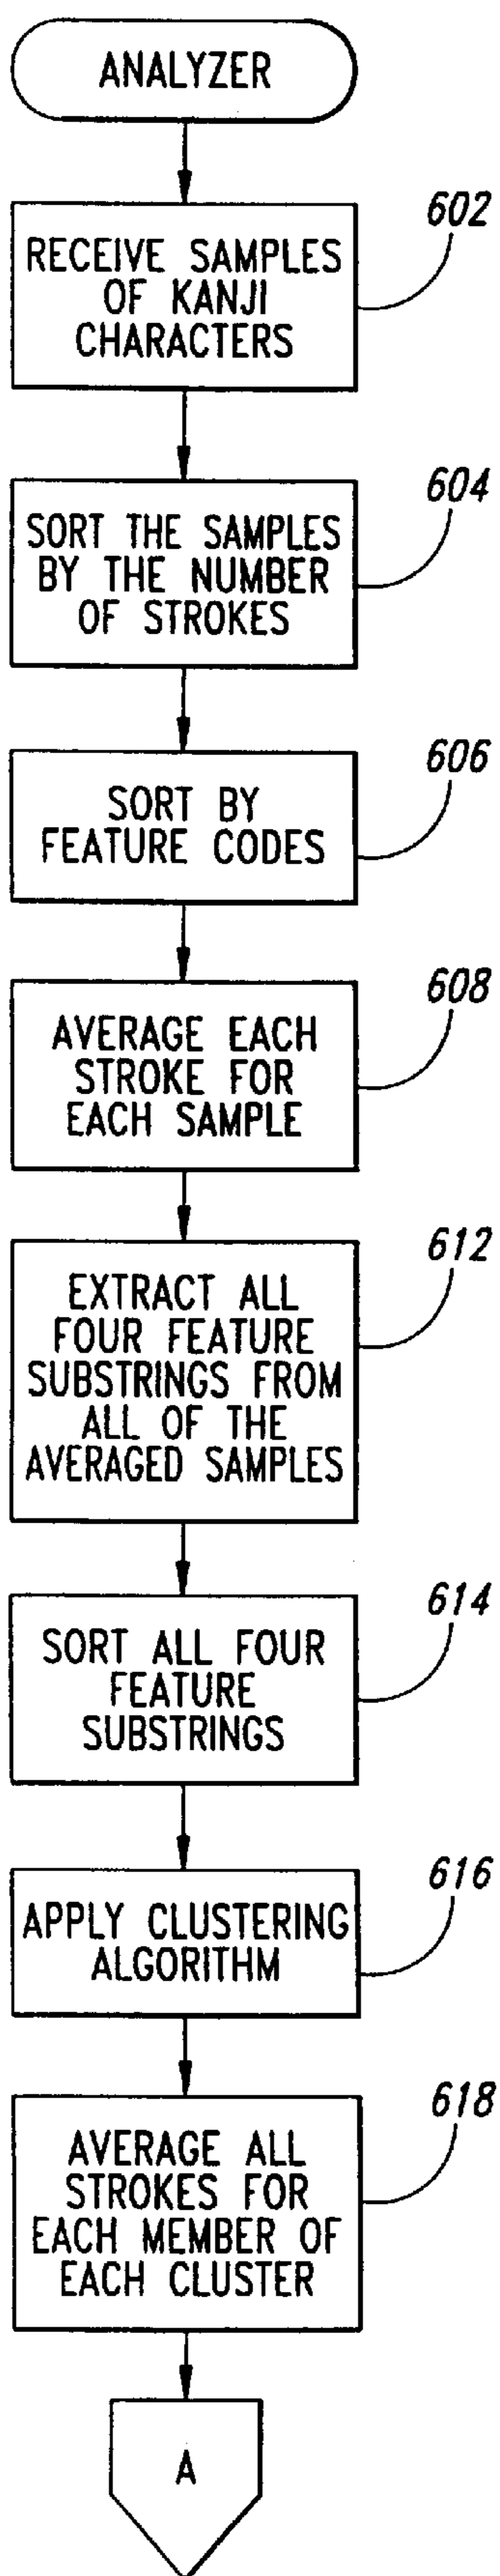 ANALYZER
602
RECEIVE SAMPLES
OF KANJI
CHARACTERS
604
SORT THE SAMPLES
BY THE NUMBER
OF STROKES
606
SORT BY
FEATURE CODES
608
AVERAGE EACH
STROKE FOR
EACH SAMPLE
612
EXTRACT ALL
FOUR FEATURE
SUBSTRINGS FROM
ALL OF THE
AVERAGED SAMPLES
614
SORT ALL FOUR
FEATURE
SUBSTRINGS
616
APPLY CLUSTERING
ALGORITHM
618
AVERAGE ALL
STROKES FOR
EACH MEMBER OF
EACH CLUSTER
A